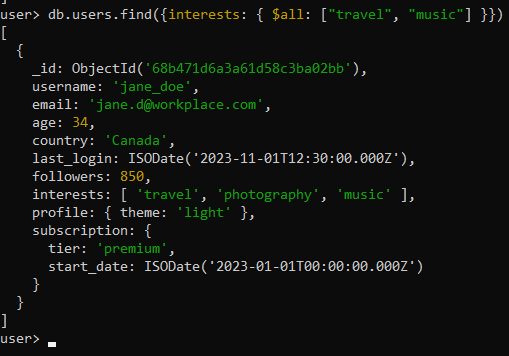 user> db.users.find({interests: { $all: ["travel", "music"] }})
[
  {
    _id: ObjectId('68b471d6a3a61d58c3ba02bb'),
    username: 'jane_doe',
    email: 'jane.d@workplace.com',
    age: 34,
    country: 'Canada',
    last_login: ISODate('2023-11-01T12:30:00.000Z'),
    followers: 850,
    interests: [ 'travel', 'photography', 'music' ],
    profile: { theme: 'light' },
    subscription: {
      tier: 'premium',
      start_date: ISODate('2023-01-01T00:00:00.000Z')
    }
  }
]
user>